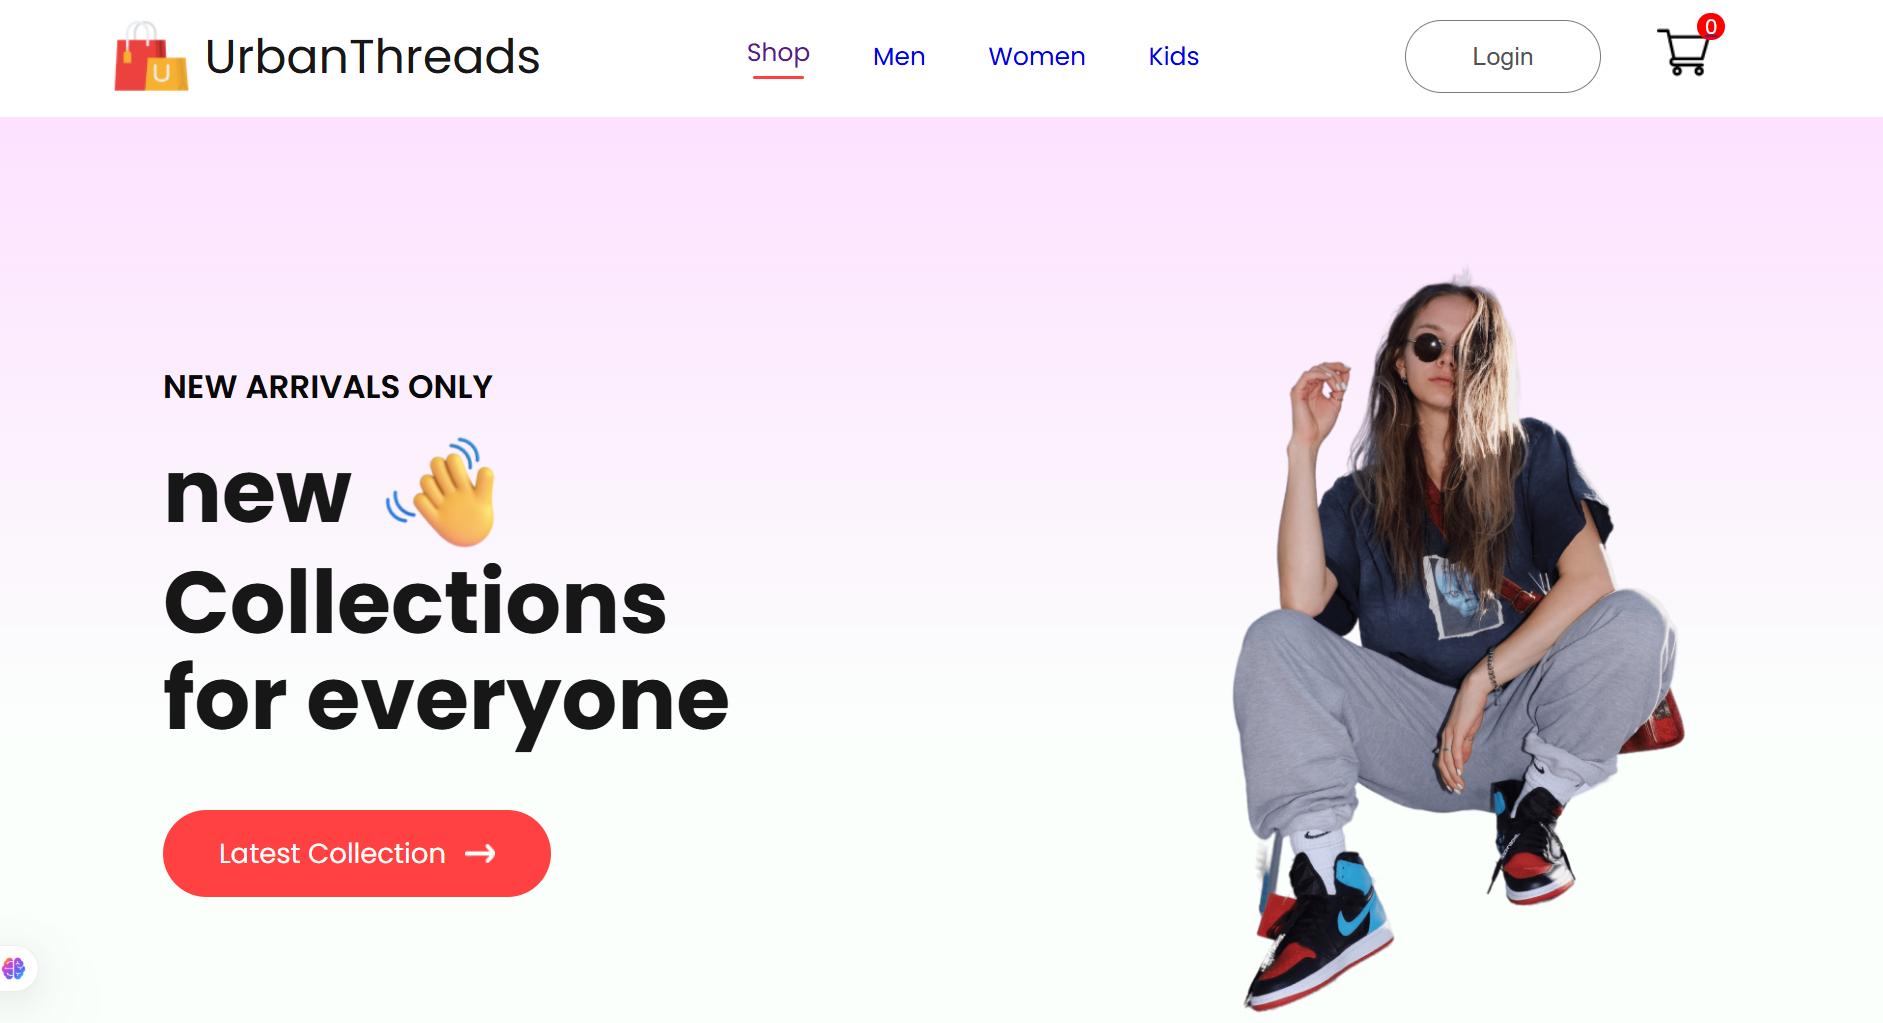 U
UrbanThreads
Shop
Men
Women
Kids
Login
0
NEW ARRIVALS ONLY
new
Collections
for everyone
Latest Collection